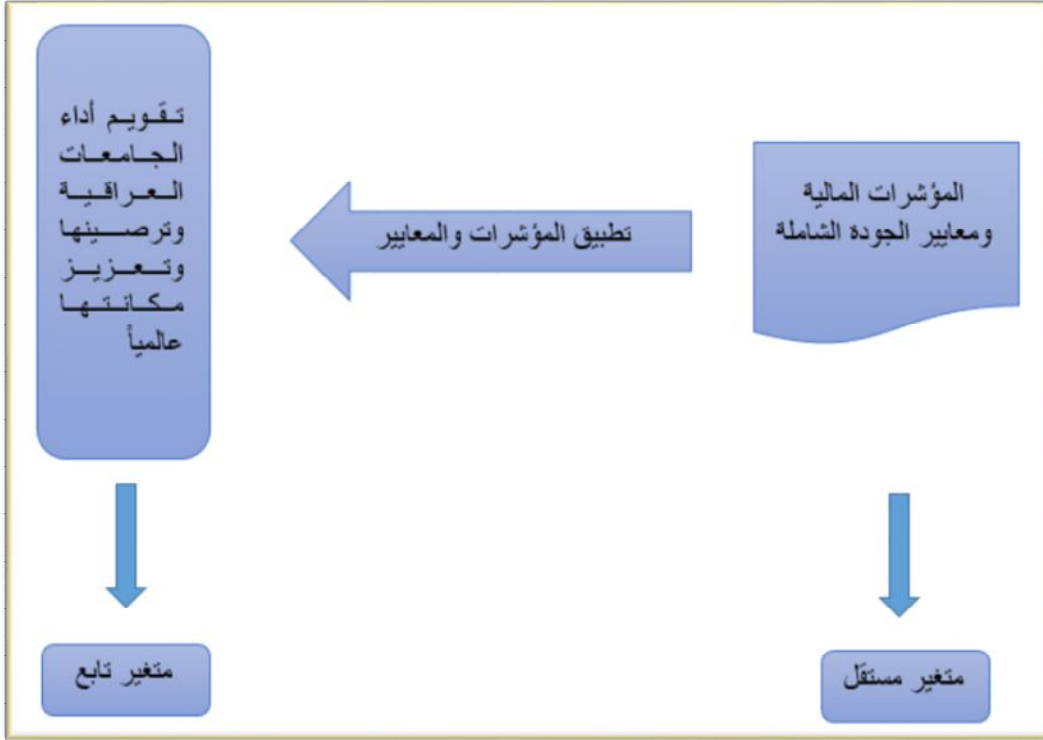 المؤشرات المالية
ومعايير الجودة الشاملة
تطبيق المؤشرات والمعايير
تقويم أداء
الجامعات
العراقية
وترصينها
وتعزيز
مكانتها
عالمياً
متغير مستقل
متغير تابع